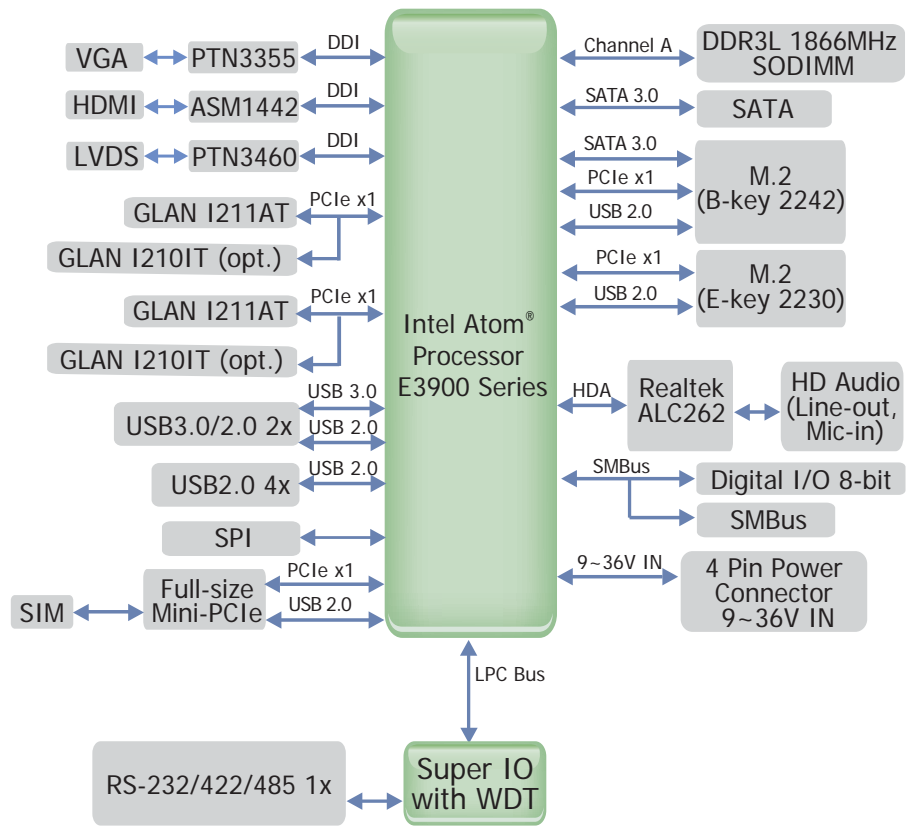 VGA
PTN3355
DDI
HDMI
ASM1442
DDI
LVDS
PTN3460
DDI
GLAN I211AT
PCIe x1
GLAN I210IT (opt.)
GLAN I211AT
PCIe x1
GLAN I210IT (opt.)
USB3.0/2.0 2x
USB 3.0
USB 2.0
USB2.0 4x
USB 2.0
SPI
SIM
Full-size
Mini-PCIe
PCIe x1
USB 2.0
Intel Atom®
Processor
E3900 Series
Channel A
DDR3L 1866MHz
SODIMM
SATA 3.0
SATA
SATA 3.0
PCIe x1
USB 2.0
M.2
(B-key 2242)
PCIe x1
USB 2.0
M.2
(E-key 2230)
HDA
Realtek
ALC262
HD Audio
(Line-out,
Mic-in)
SMBus
Digital I/O 8-bit
SMBus
9~36V IN
4 Pin Power
Connector
9~36V IN
LPC Bus
RS-232/422/485 1x
Super IO
with WDT